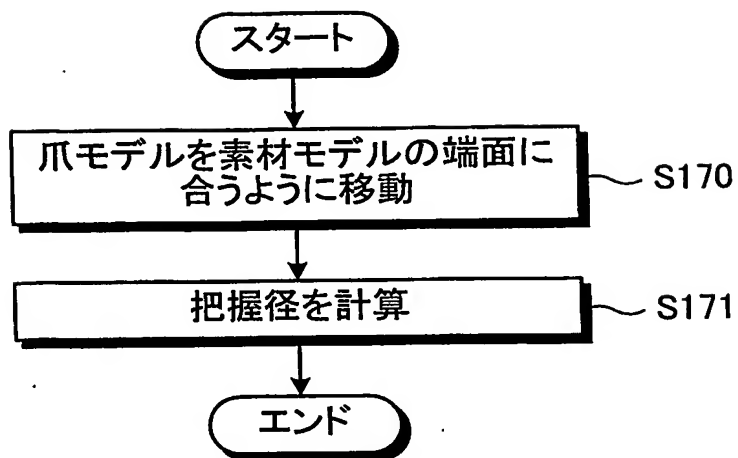 スタート
爪モデルを素材モデルの端面に
合うように移動
S170
把握径を計算
S171
エンド